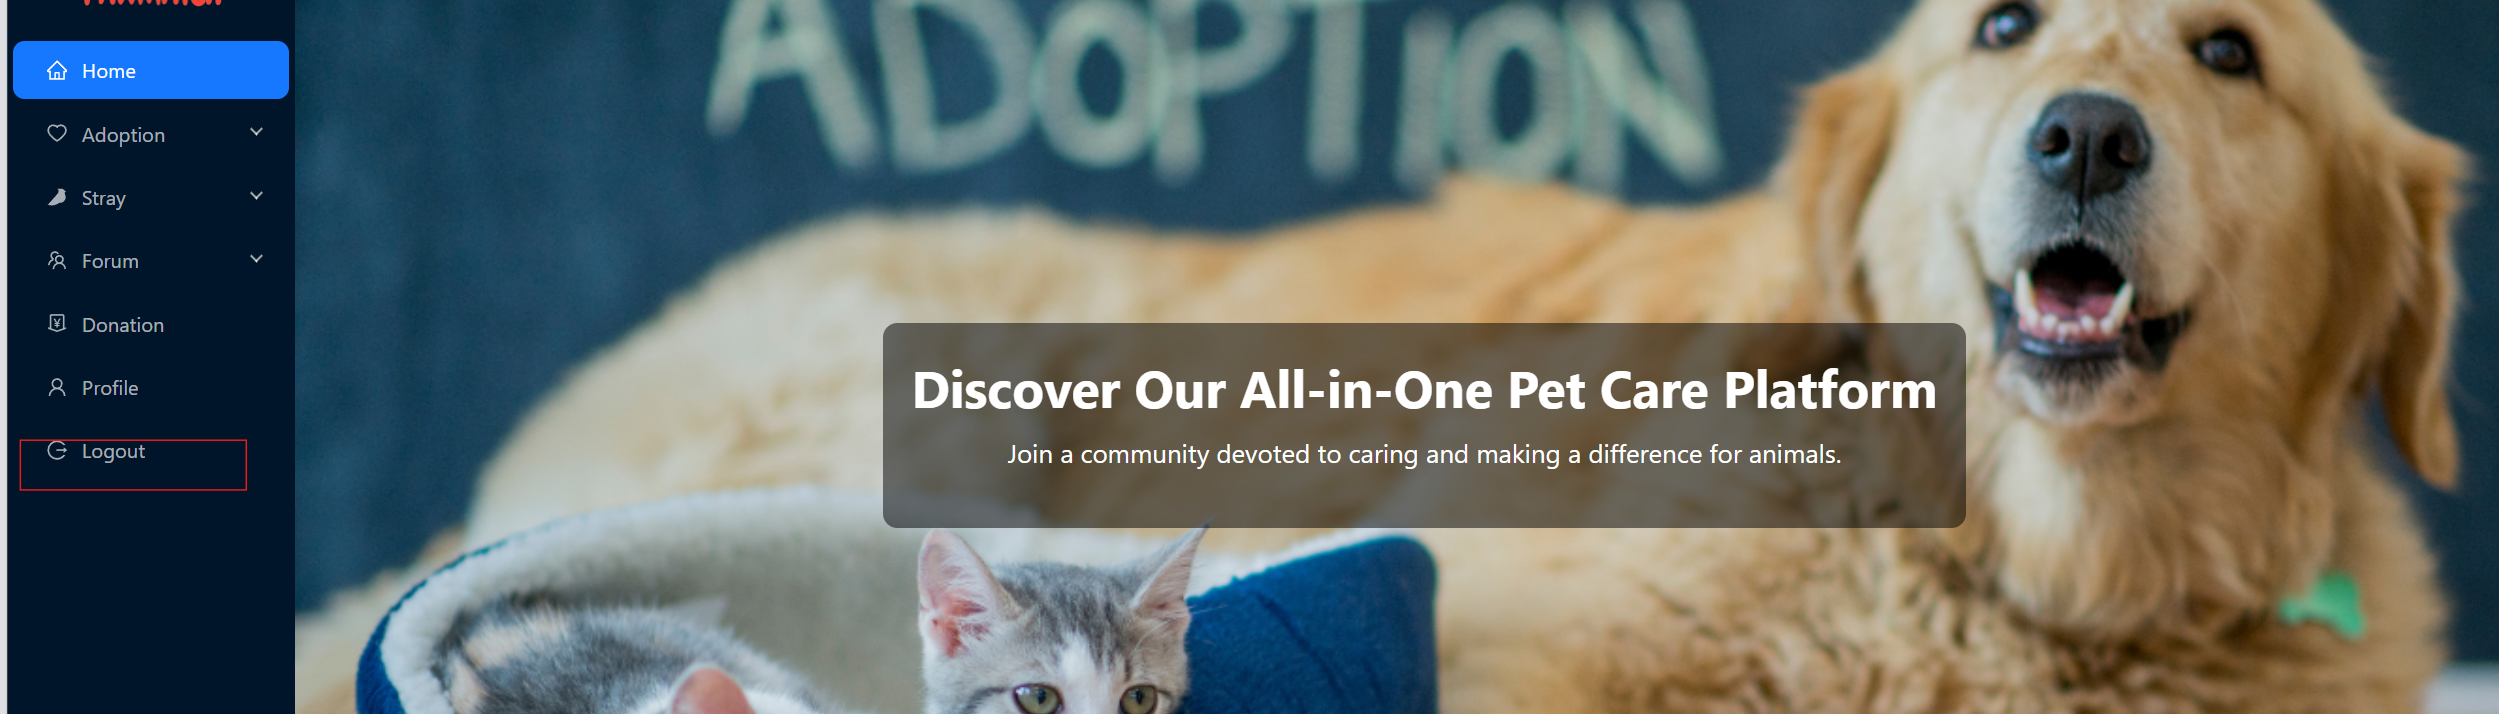 Home
Adoption
Stray
Forum
Donation
Profile
Logout
ADOPTION
Discover Our All-in-One Pet Care Platform
Join a community devoted to caring and making a difference for animals.